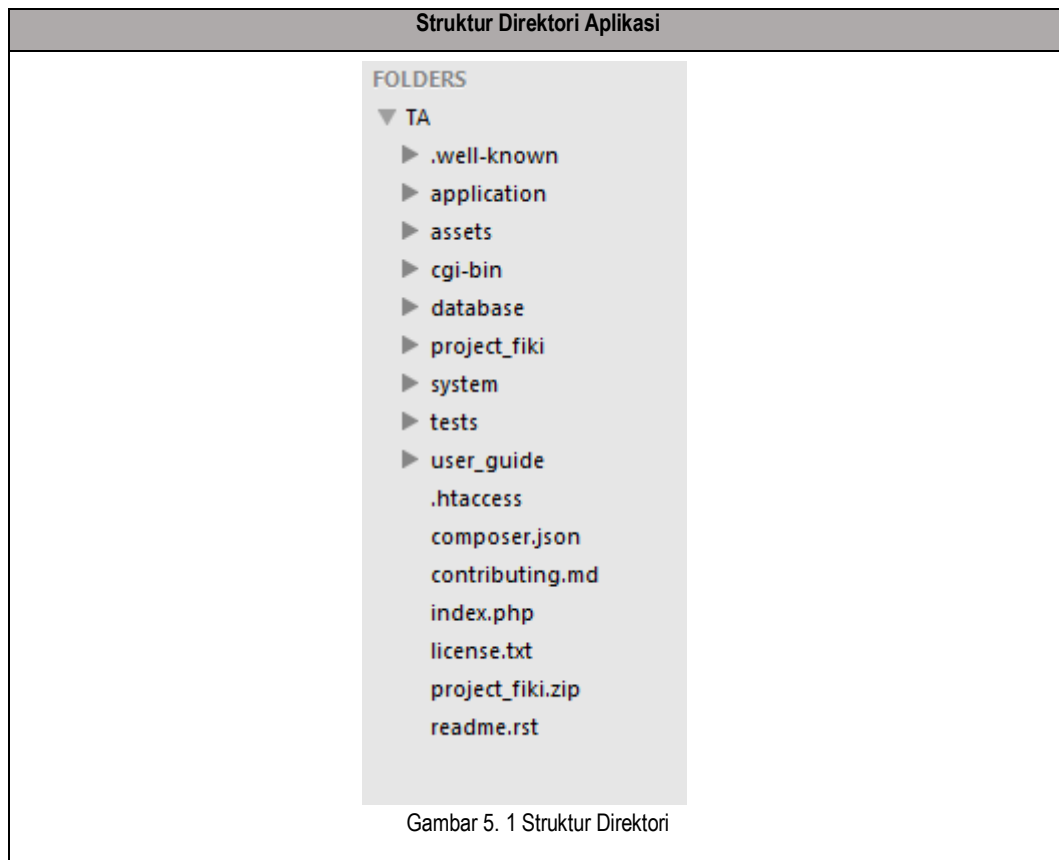 Struktur Direktori Aplikasi
FOLDERS
TA
.well-known
application
assets
cgi-bin
database
project_fiki
system
tests
user_guide
.htaccess
composer.json
contributing.md
index.php
license.txt
project_fiki.zip
readme.rst
Gambar 5. 1 Struktur Direktori